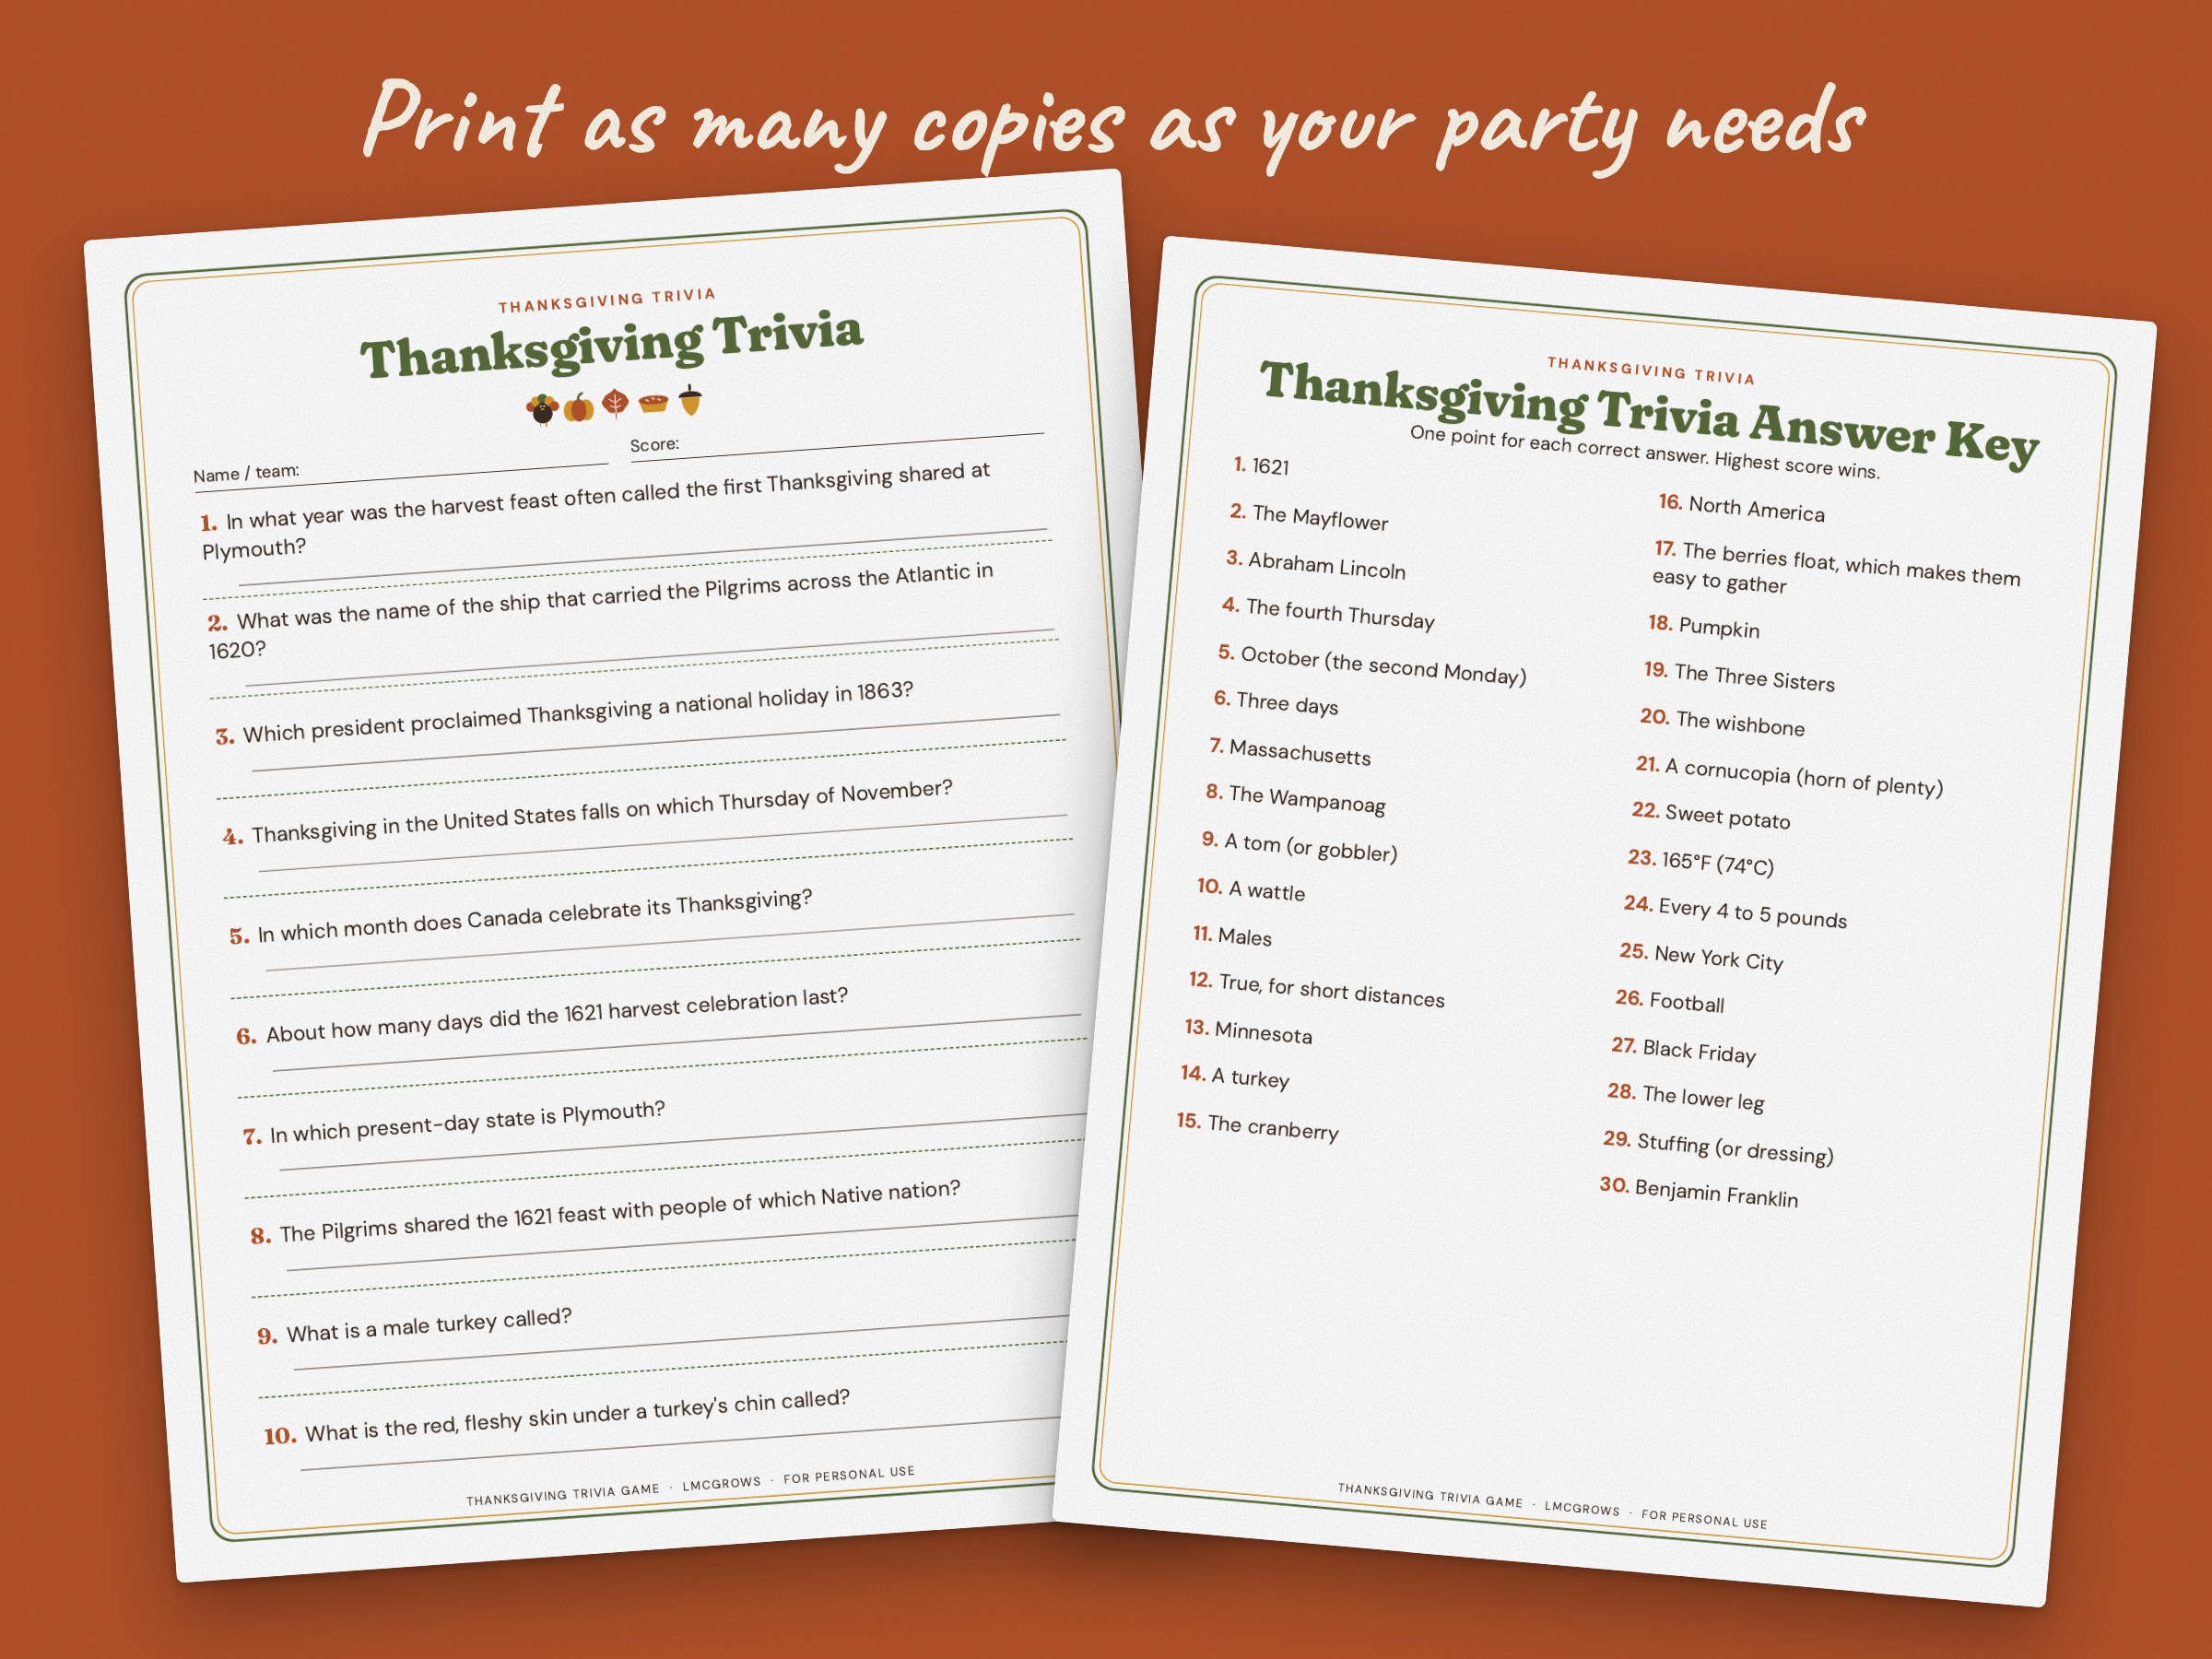 Print as many copies as your party needs
THANKSGIVING TRIVIA
Thanksgiving Trivia
Name / team:
Score:
1. In what year was the harvest feast often called the first Thanksgiving shared at
Plymouth?
2. What was the name of the ship that carried the Pilgrims across the Atlantic in
1620?
3. Which president proclaimed Thanksgiving a national holiday in 1863?
4. Thanksgiving in the United States falls on which Thursday of November?
5. In which month does Canada celebrate its Thanksgiving?
6. About how many days did the 1621 harvest celebration last?
7. In which present-day state is Plymouth?
8. The Pilgrims shared the 1621 feast with people of which Native nation?
9. What is a male turkey called?
10. What is the red, fleshy skin under a turkey's chin called?
THANKSGIVING TRIVIA GAME · LMCGROWS · FOR PERSONAL USE
THANKSGIVING TRIVIA
Thanksgiving Trivia Answer Key
One point for each correct answer. Highest score wins.
1. 1621
2. The Mayflower
3. Abraham Lincoln
4. The fourth Thursday
5. October (the second Monday)
6. Three days
7. Massachusetts
8. The Wampanoag
9. A tom (or gobbler)
10. A wattle
11. Males
12. True, for short distances
13. Minnesota
14. A turkey
15. The cranberry
16. North America
17. The berries float, which makes them
easy to gather
18. Pumpkin
19. The Three Sisters
20. The wishbone
21. A cornucopia (horn of plenty)
22. Sweet potato
23. 165°F (74°C)
24. Every 4 to 5 pounds
25. New York City
26. Football
27. Black Friday
28. The lower leg
29. Stuffing (or dressing)
30. Benjamin Franklin
THANKSGIVING TRIVIA GAME · LMCGROWS · FOR PERSONAL USE